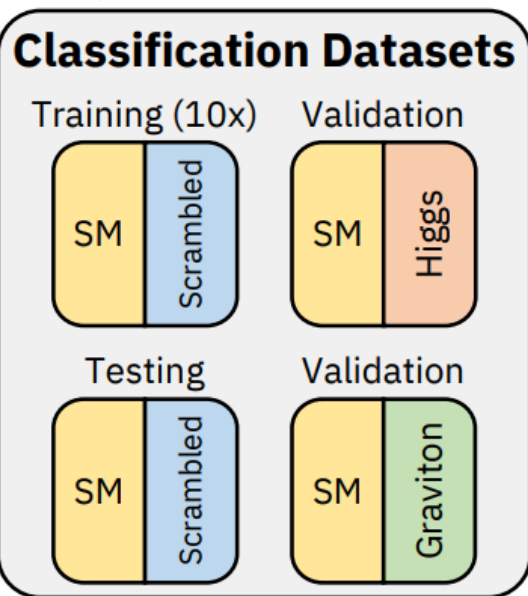 Classification Datasets
Training (10x) Validation
SM Scrambled SM Higgs
Testing Validation
SM Scrambled SM Graviton